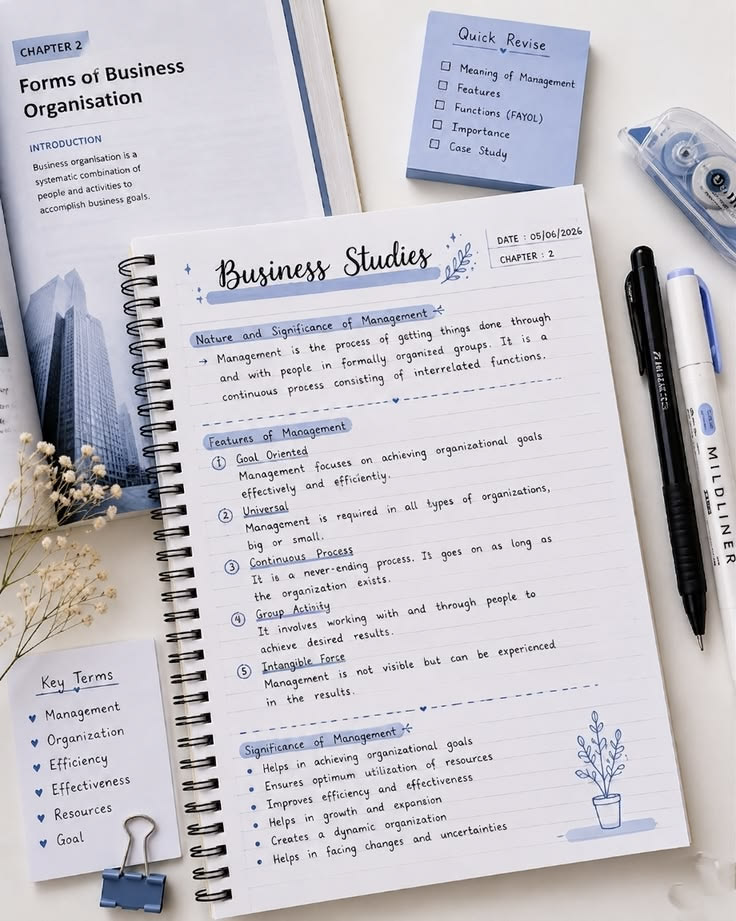 CHAPTER 2
Forms of Business
Organisation
INTRODUCTION
Business organisation is a
systematic combination of
people and activities to
accomplish business goals.
Quick Revise
Meaning of Management
Features
Functions (FAYOL)
Importance
Case Study
Business Studies
DATE : 05/06/2026
CHAPTER : 2
Nature and Significance of Management
→ Management is the process of getting things done through
and with people in formally organized groups. It is a
continuous process consisting of interrelated functions.
Features of Management
① Goal Oriented
Management focuses on achieving organizational goals
effectively and efficiently.
② Universal
Management is required in all types of organizations,
big or small.
③ Continuous Process
It is a never-ending process. It goes on as long as
the organization exists.
④ Group Activity
It involves working with and through people to
achieve desired results.
⑤ Intangible Force
Management is not visible but can be experienced
in the results.
Significance of Management
• Helps in achieving organizational goals
• Ensures optimum utilization of resources
• Improves efficiency and effectiveness
• Helps in growth and expansion
• Creates a dynamic organization
• Helps in facing changes and uncertainties
Key Terms
Management
Organization
Efficiency
Effectiveness
Resources
Goal
MILDLINER